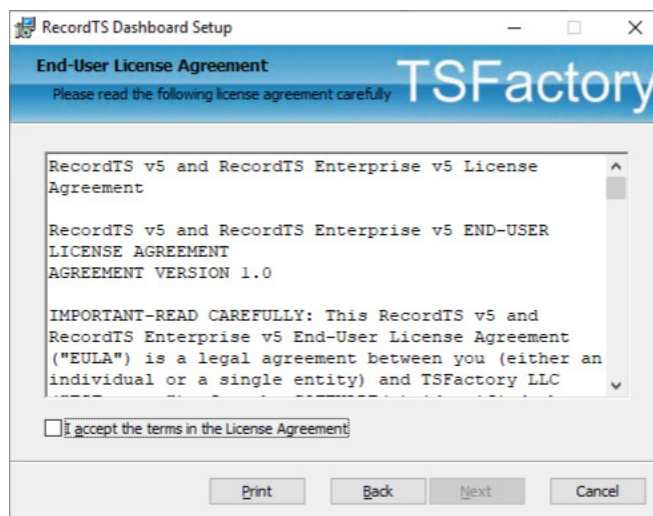 RecordTS Dashboard Setup
End-User License Agreement
Please read the following license agreement carefully
TSFactory
RecordTS v5 and RecordTS Enterprise v5 License
Agreement
RecordTS v5 and RecordTS Enterprise v5 END-USER
LICENSE AGREEMENT
AGREEMENT VERSION 1.0
IMPORTANT-READ CAREFULLY: This RecordTS v5 and
RecordTS Enterprise v5 End-User License Agreement
("EULA") is a legal agreement between you (either an
individual or a single entity) and TSFactory LLC
I accept the terms in the License Agreement
Print Back Next Cancel